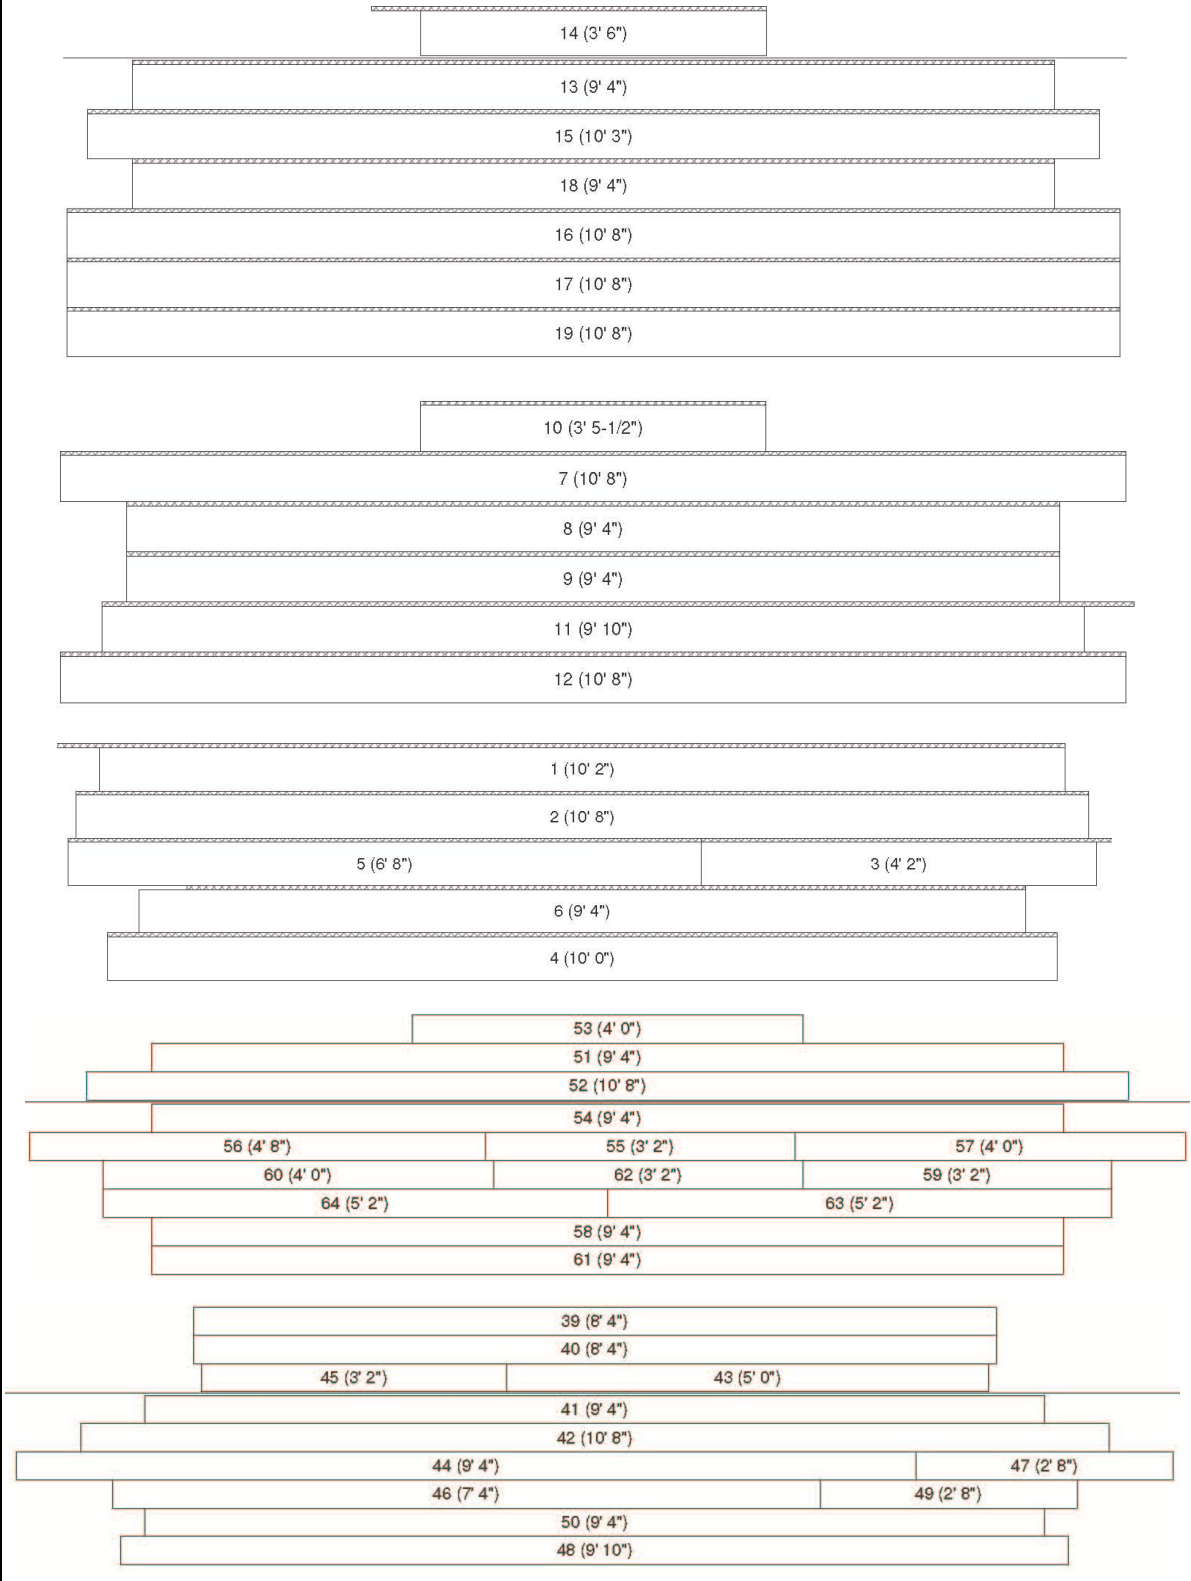 14 (3' 6")
13 (9' 4")
15 (10' 3")
18 (9' 4")
16 (10' 8")
17 (10' 8")
19 (10' 8")
10 (3' 5-1/2")
7 (10' 8")
8 (9' 4")
9 (9' 4")
11 (9' 10")
12 (10' 8")
1 (10' 2")
2 (10' 8")
5 (6' 8") 3 (4' 2")
6 (9' 4")
4 (10' 0")
53 (4' 0")
51 (9' 4")
52 (10' 8")
54 (9' 4")
56 (4' 8") 55 (3' 2") 57 (4' 0")
60 (4' 0") 62 (3' 2") 59 (3' 2")
64 (5' 2") 63 (5' 2")
58 (9' 4")
61 (9' 4")
39 (8' 4")
40 (8' 4")
45 (3' 2") 43 (5' 0")
41 (9' 4")
42 (10' 8")
44 (9' 4") 47 (2' 8")
46 (7' 4") 49 (2' 8")
50 (9' 4")
48 (9' 10")